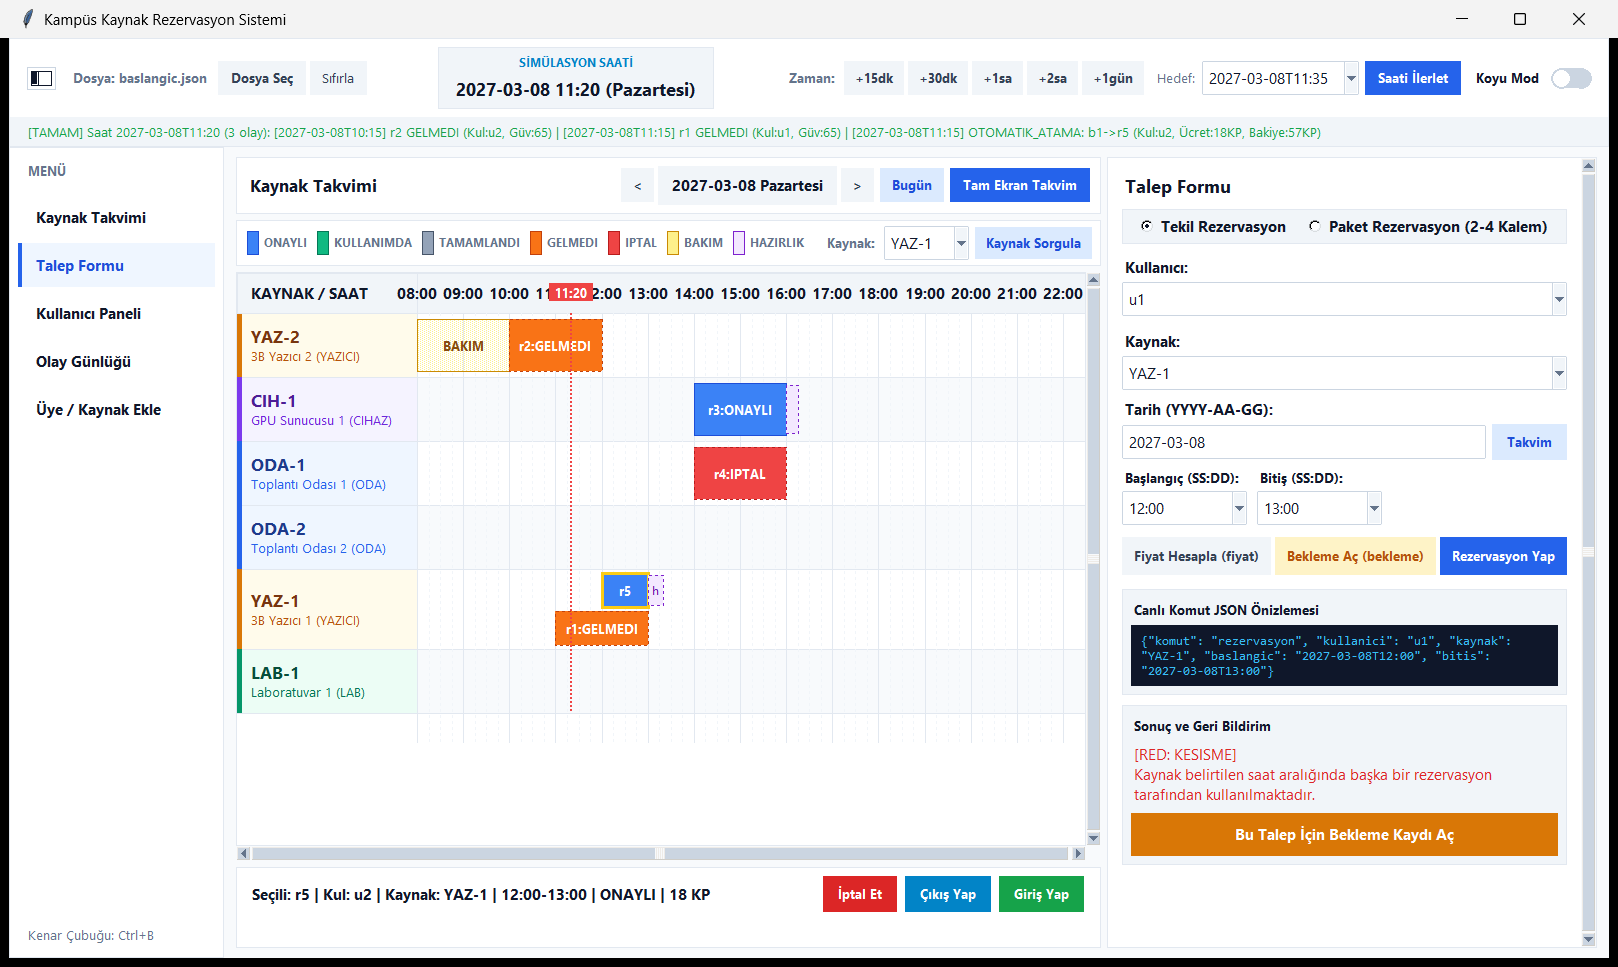 Kampüs Kaynak Rezervasyon Sistemi
Dosya: baslangic.json
Dosya Seç
Sıfırla
SİMÜLASYON SAATİ
2027-03-08 11:20 (Pazartesi)
Zaman:
+15dk
+30dk
+1sa
+2sa
+1gün
Hedef:
2027-03-08T11:35
Saati İlerlet
Koyu Mod
[TAMAM] Saat 2027-03-08T11:20 (3 olay): [2027-03-08T10:15] r2 GELMEDI (Kul:u2, Güv:65) | [2027-03-08T11:15] r1 GELMEDI (Kul:u1, Güv:65) | [2027-03-08T11:15] OTOMATIK_ATAMA: b1->r5 (Kul:u2, Ücret:18KP, Bakiye:57KP)
MENÜ
Kaynak Takvimi
Talep Formu
Kullanıcı Paneli
Olay Günlüğü
Üye / Kaynak Ekle
Kenar Çubuğu: Ctrl+B
Kaynak Takvimi
<
2027-03-08 Pazartesi
>
Bugün
Tam Ekran Takvim
ONAYLI
KULLANIMDA
TAMAMLANDI
GELMEDI
IPTAL
BAKIM
HAZIRLIK
Kaynak:
YAZ-1
Kaynak Sorgula
KAYNAK / SAAT
08:00 09:00 10:00 11:20 13:00 14:00 15:00 16:00 17:00 18:00 19:00 20:00 21:00 22:00
YAZ-2
3B Yazıcı 2 (YAZICI)
BAKIM
r2:GELMEDI
CIH-1
GPU Sunucusu 1 (CIHAZ)
r3:ONAYLI
ODA-1
Toplantı Odası 1 (ODA)
r4:IPTAL
ODA-2
Toplantı Odası 2 (ODA)
YAZ-1
3B Yazıcı 1 (YAZICI)
r5
h
r1:GELMEDI
LAB-1
Laboratuvar 1 (LAB)
Seçili: r5 | Kul: u2 | Kaynak: YAZ-1 | 12:00-13:00 | ONAYLI | 18 KP
İptal Et
Çıkış Yap
Giriş Yap
Talep Formu
Tekil Rezervasyon
Paket Rezervasyon (2-4 Kalem)
Kullanıcı:
u1
Kaynak:
YAZ-1
Tarih (YYYY-AA-GG):
2027-03-08
Takvim
Başlangıç (SS:DD):
Bitiş (SS:DD):
12:00
13:00
Fiyat Hesapla (fiyat)
Bekleme Aç (bekleme)
Rezervasyon Yap
Canlı Komut JSON Önizlemesi
{"komut": "rezervasyon", "kullanici": "u1", "kaynak":
"YAZ-1", "baslangic": "2027-03-08T12:00", "bitis":
"2027-03-08T13:00"}
Sonuç ve Geri Bildirim
[RED: KESISME]
Kaynak belirtilen saat aralığında başka bir rezervasyon
tarafından kullanılmaktadır.
Bu Talep İçin Bekleme Kaydı Aç